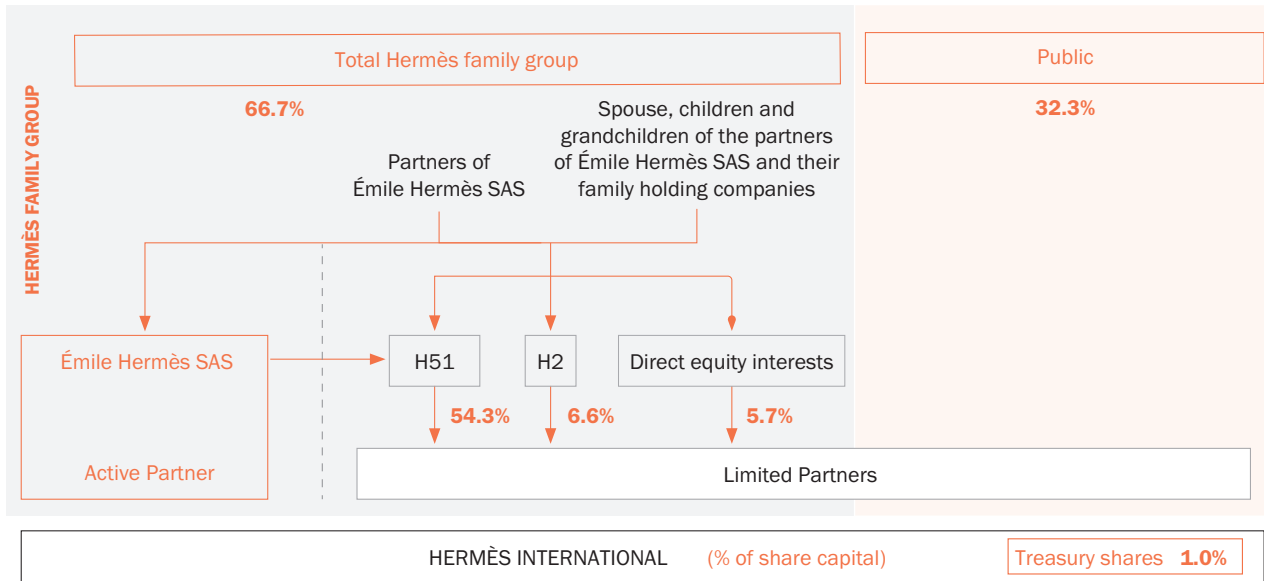 HERMÈS FAMILY GROUP
Total Hermès family group
Public
66.7%
32.3%
Spouse, children and
grandchildren of the partners
of Émile Hermès SAS and their
family holding companies
Partners of
Émile Hermès SAS
Émile Hermès SAS
H51
H2
Direct equity interests
54.3%
6.6%
5.7%
Active Partner
Limited Partners
HERMÈS INTERNATIONAL (% of share capital)
Treasury shares 1.0%